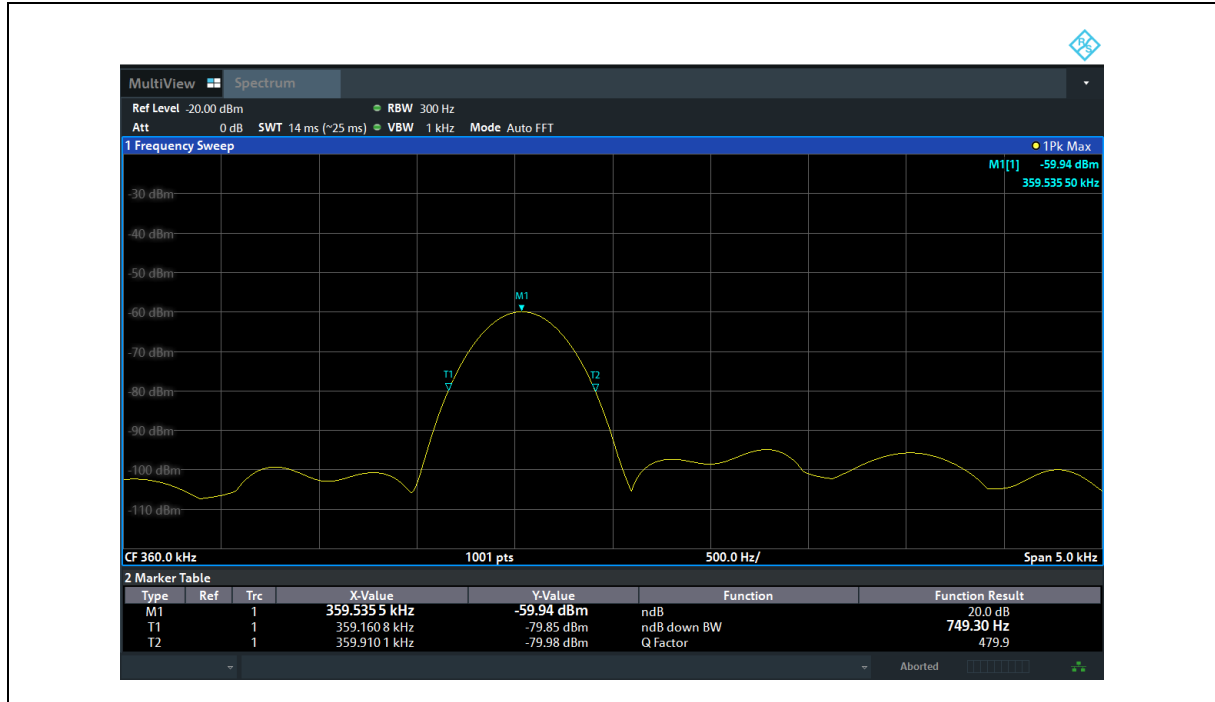 R&S
MultiView Spectrum
Ref Level -20.00 dBm RBW 300 Hz
Att 0 dB SWT 14 ms (~25 ms) VBW 1 kHz Mode Auto FFT
1 Frequency Sweep 1Pk Max
M1[1] -59.94 dBm
359.535 50 kHz
-30 dBm
-40 dBm
-50 dBm
M1
-60 dBm
-70 dBm
T1 T2
-80 dBm
-90 dBm
-100 dBm
-110 dBm
CF 360.0 kHz 1001 pts 500.0 Hz/ Span 5.0 kHz
2 Marker Table
Type Ref Trc X-Value Y-Value Function Function Result
M1 1 359.535 5 kHz -59.94 dBm ndB 20.0 dB
T1 1 359.160 8 kHz -79.85 dBm ndB down BW 749.30 Hz
T2 1 359.910 1 kHz -79.98 dBm Q Factor 479.9
Aborted